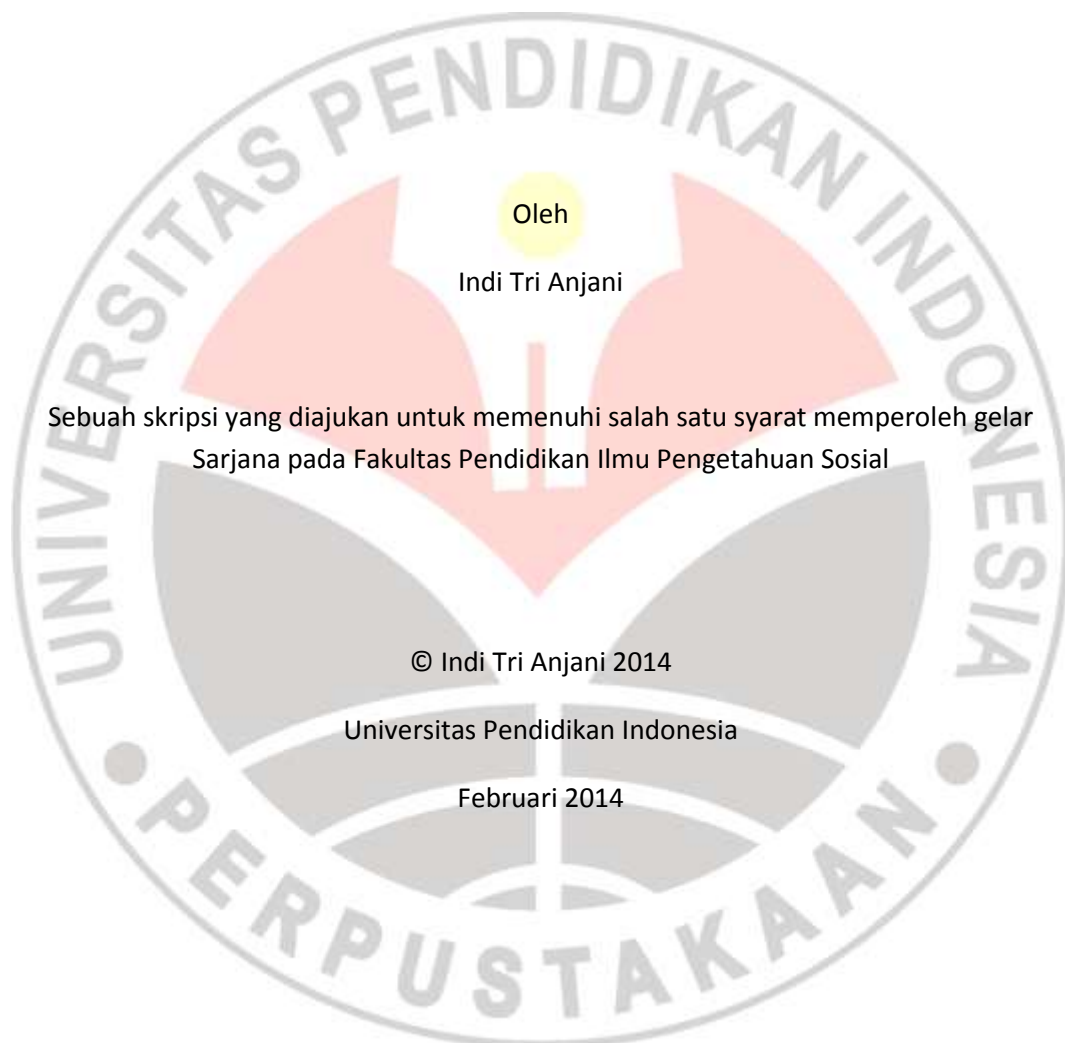 UNIVERSITAS PENDIDIKAN INDONESIA
Oleh
Indi Tri Anjani
Sebuah skripsi yang diajukan untuk memenuhi salah satu syarat memperoleh gelar
Sarjana pada Fakultas Pendidikan Ilmu Pengetahuan Sosial
© Indi Tri Anjani 2014
Universitas Pendidikan Indonesia
Februari 2014
PERPUSTAKAAN